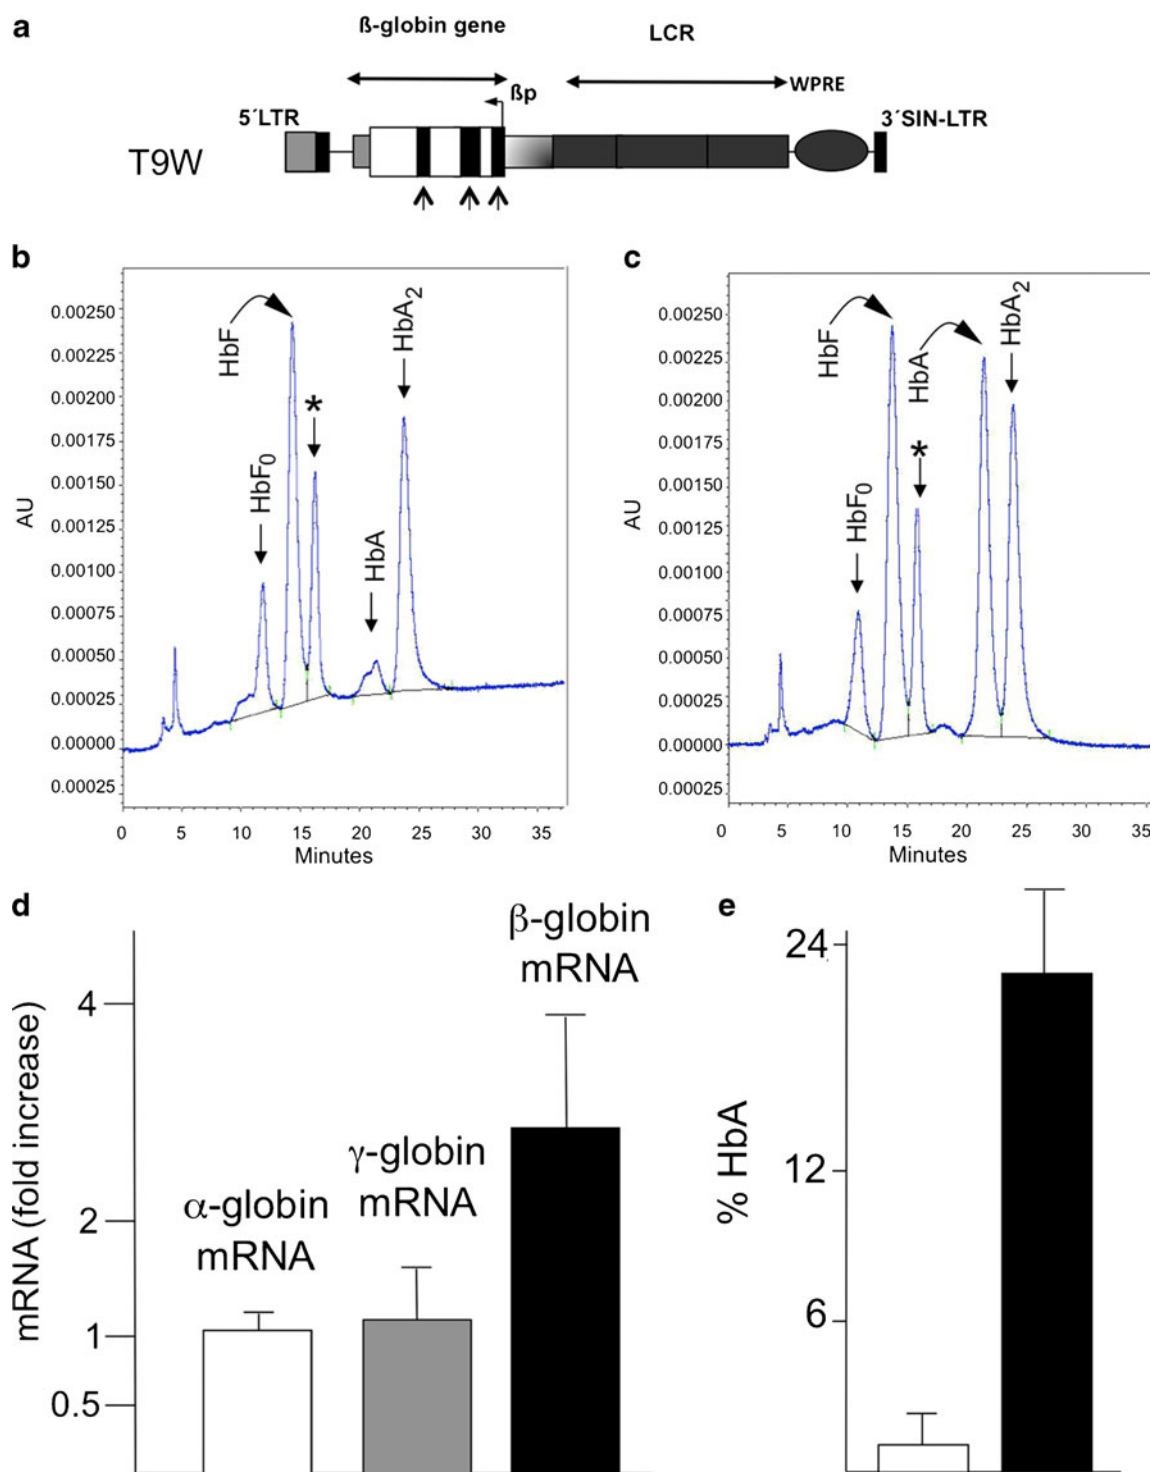 a
ß-globin gene
LCR
ßp
WPRE
5´LTR
3´SIN-LTR
T9W
b
AU
0.00250
0.00225
0.00200
0.00175
0.00150
0.00125
0.00100
0.00075
0.00050
0.00025
0.00000
0.00025
HbF0
HbF
*
HbA
HbA2
0 5 10 15 20 25 30 35
Minutes
c
AU
0.00250
0.00225
0.00200
0.00175
0.00150
0.00125
0.00100
0.00075
0.00050
0.00025
0.00000
0.00025
HbF0
HbF
*
HbA
HbA2
0 5 10 15 20 25 30 35
Minutes
d
mRNA (fold increase)
4
2
1
0.5
α-globin
mRNA
γ-globin
mRNA
β-globin
mRNA
e
% HbA
24
12
6